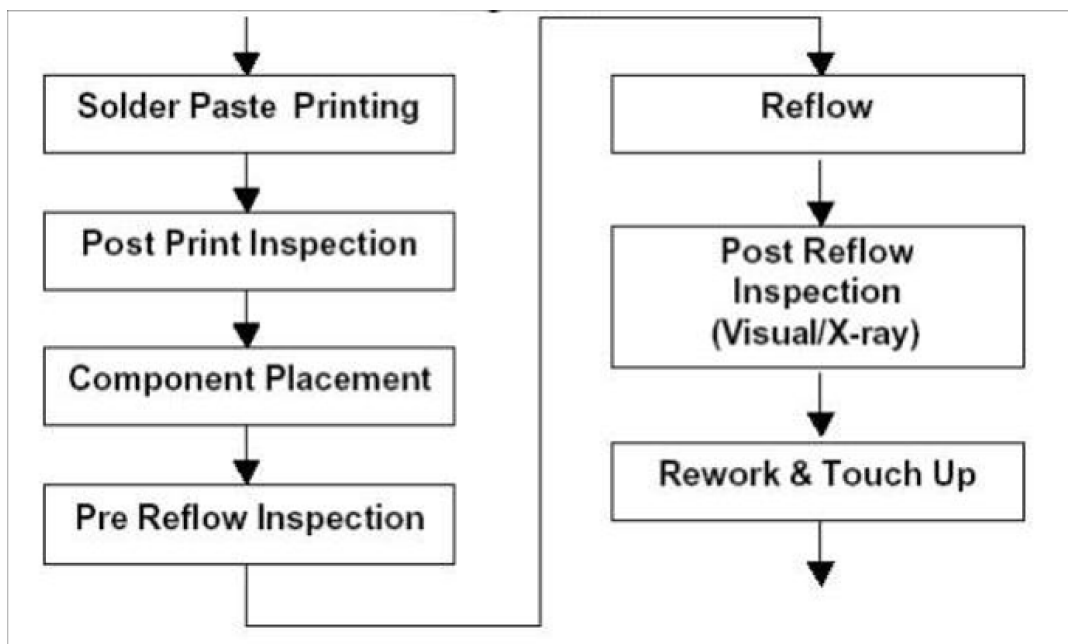 Solder Paste Printing
Post Print Inspection
Component Placement
Pre Reflow Inspection
Reflow
Post Reflow
Inspection
(Visual/X-ray)
Rework & Touch Up